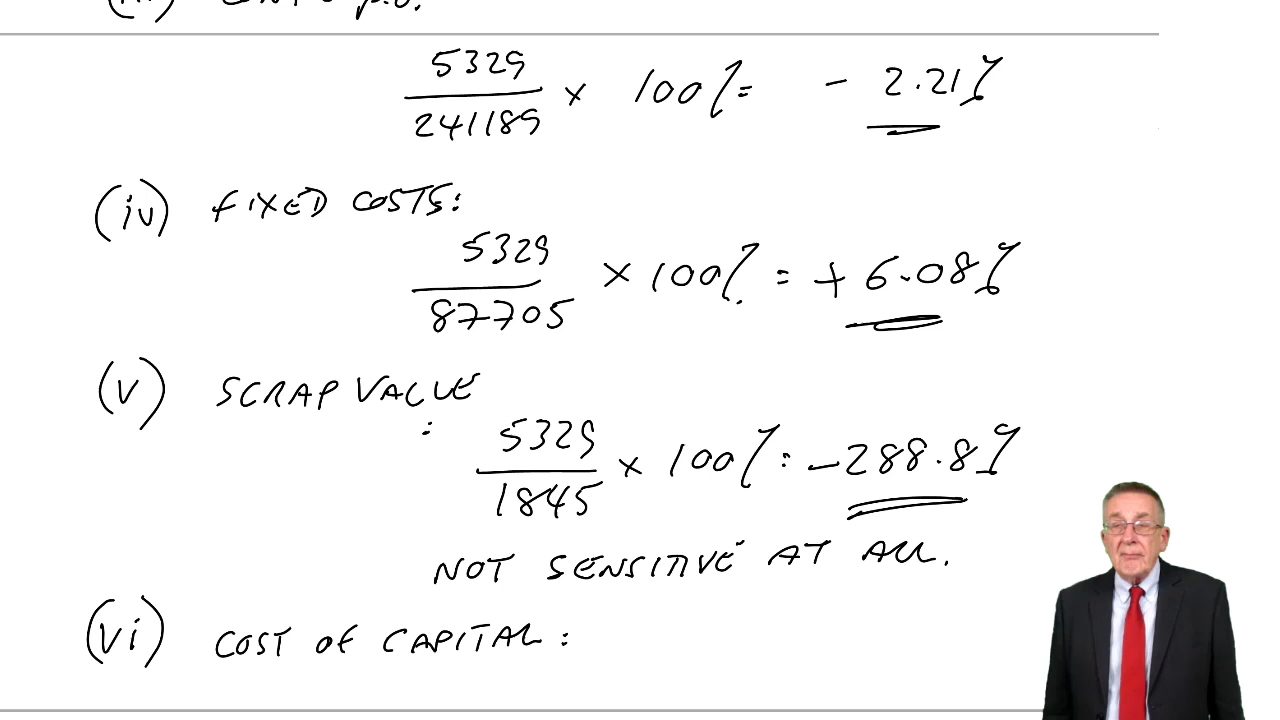 5329
241189 × 100% = - 2.21%
(iv) FIXED COSTS:
5329
87705 × 100% = + 6.08%
(v) SCRAP VALUE
: 5329
1845 × 100% = -288.8%
NOT SENSITIVE AT ALL.
(vi) COST OF CAPITAL: